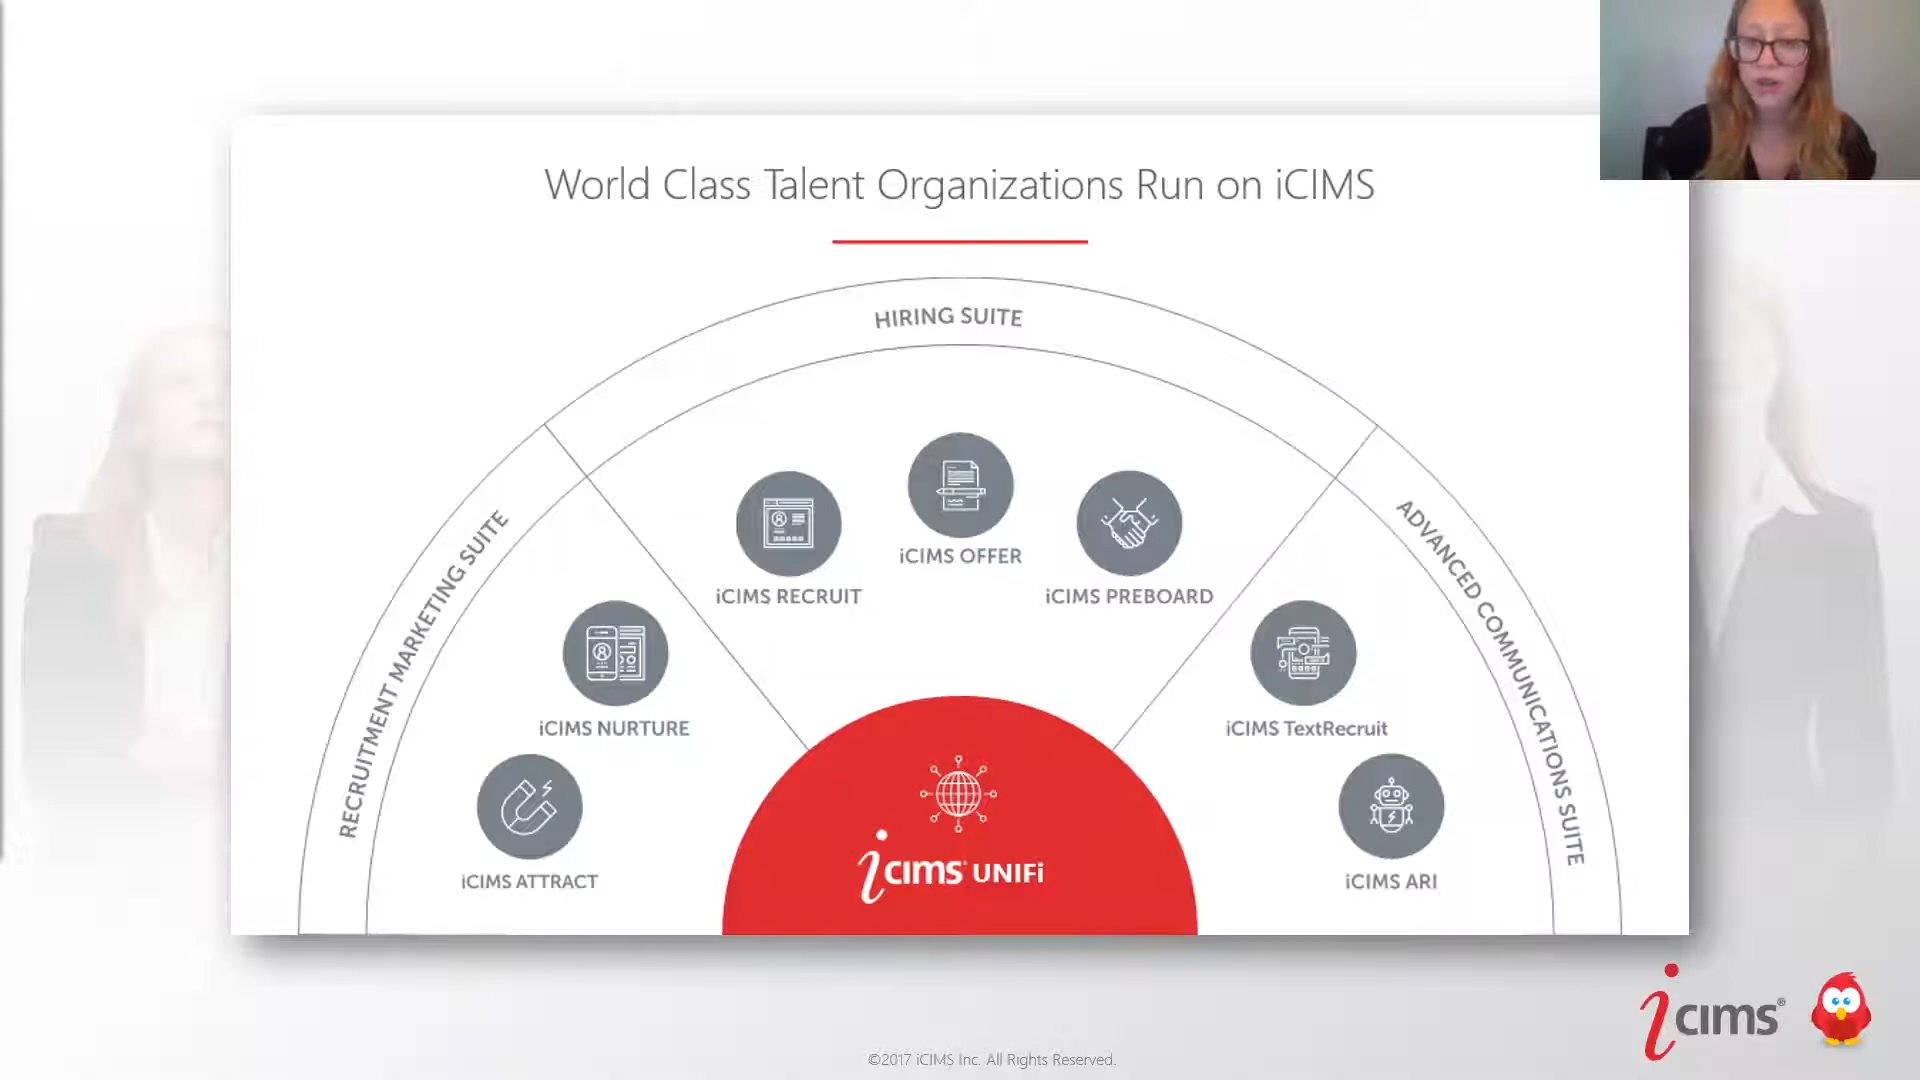 World Class Talent Organizations Run on iCIMS
HIRING SUITE
RECRUITMENT MARKETING SUITE
ADVANCED COMMUNICATIONS SUITE
iCIMS OFFER
iCIMS RECRUIT
iCIMS PREBOARD
iCIMS NURTURE
iCIMS TextRecruit
iCIMS ATTRACT
iCIMS UNIFi
iCIMS ARI
iCIMS®
©2017 iCIMS Inc. All Rights Reserved.